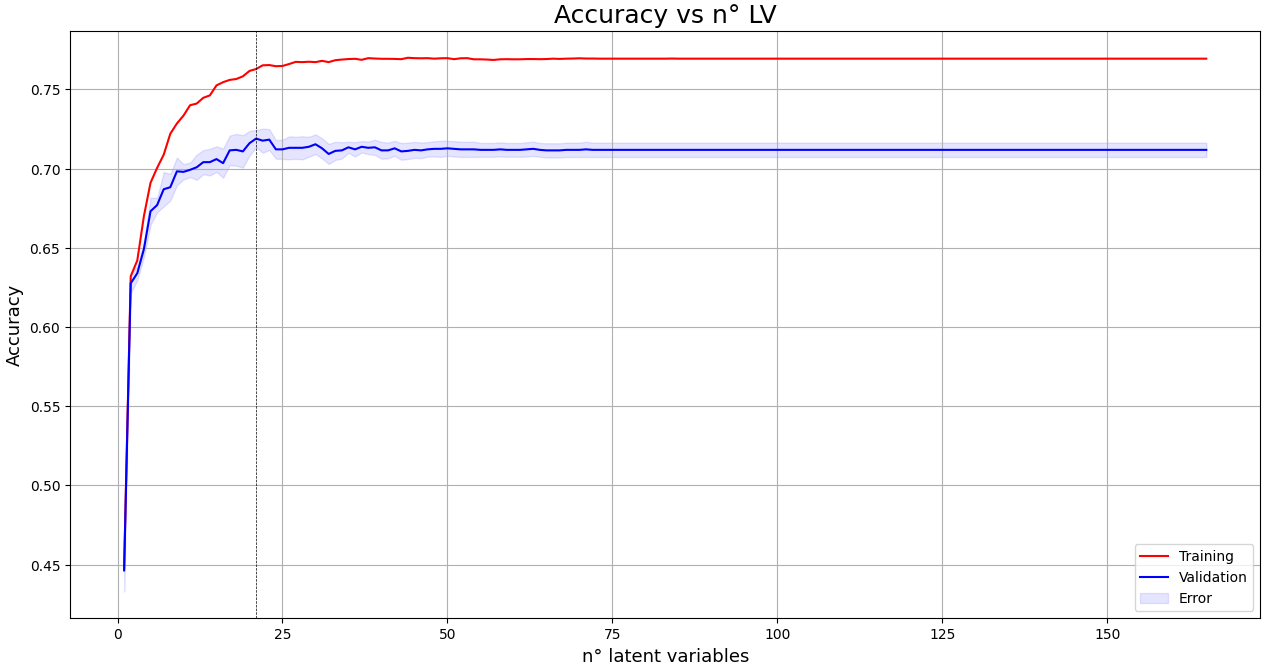 Accuracy vs n° LV
Accuracy
0.75
0.70
0.65
0.60
0.55
0.50
0.45
0
25
50
75
100
125
150
n° latent variables
Training
Validation
Error